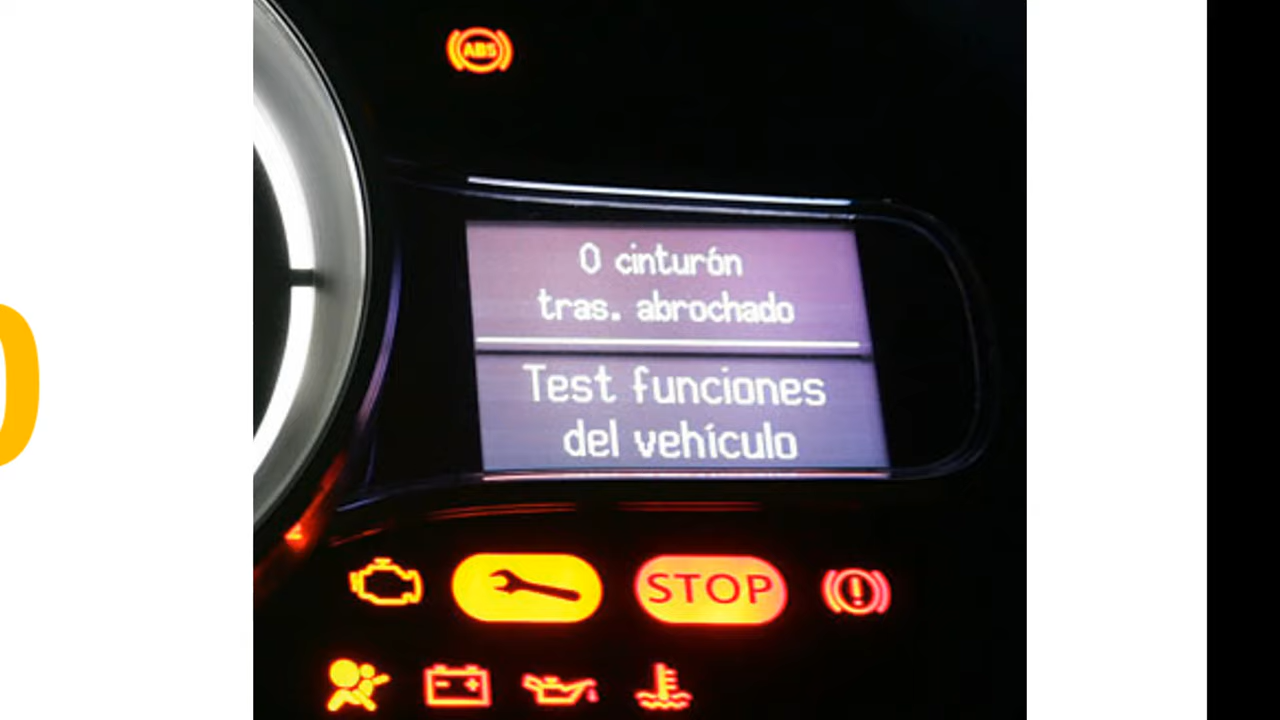 ABS
0 cinturón
tras. abrochado
Test funciones
del vehículo
STOP